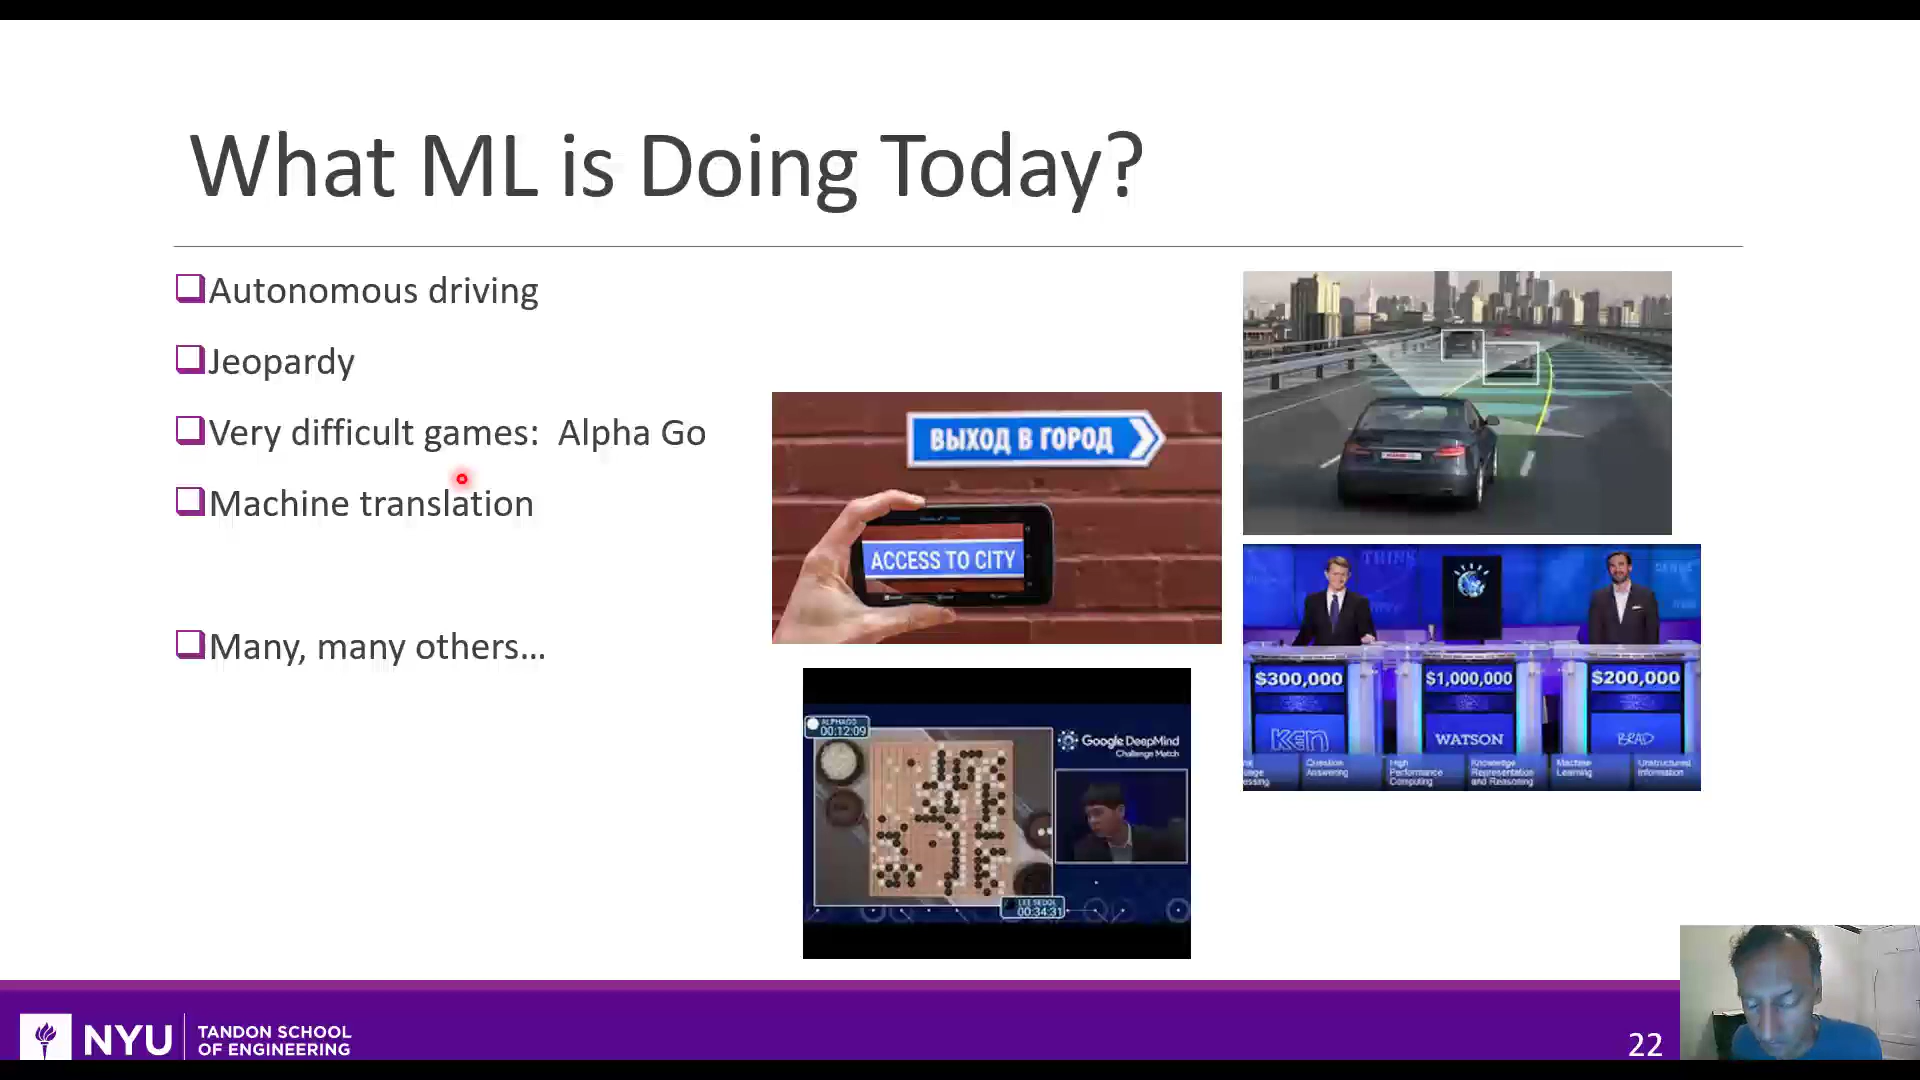 What ML is Doing Today?
Autonomous driving
Jeopardy
Very difficult games: Alpha Go
Machine translation
Many, many others…
ВЫХОД В ГОРОД
ACCESS TO CITY
THINK
$300,000
$1,000,000
$200,000
Ken
WATSON
BRAD
Question
Answering
High
Performance
Computing
Knowledge
Representation
and Reasoning
Machine
Learning
Unstructured
Information
ALPHAGO
00:12:09
Google DeepMind
Challenge Match
LEE SEDOL
00:34:31
NYU
TANDON SCHOOL
OF ENGINEERING
22